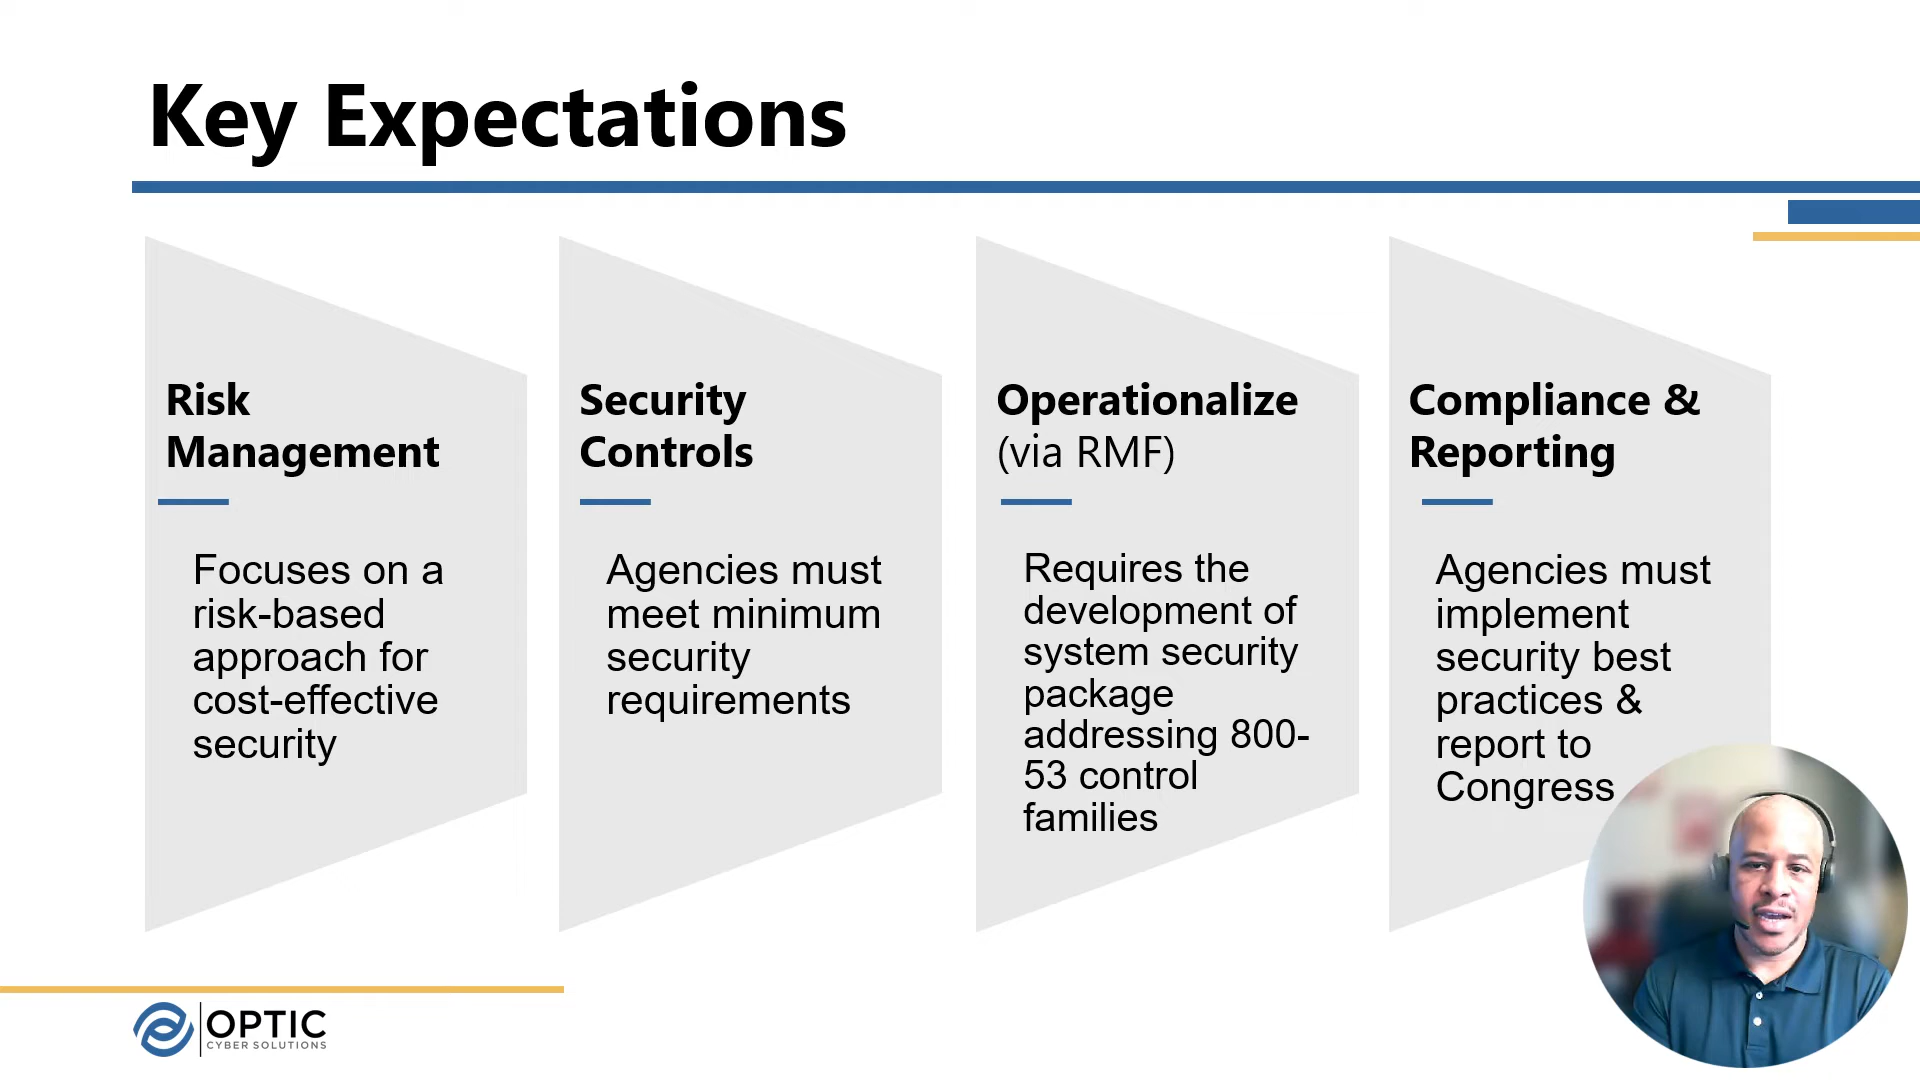 Key Expectations
Risk
Management
Focuses on a
risk-based
approach for
cost-effective
security
Security
Controls
Agencies must
meet minimum
security
requirements
Operationalize
(via RMF)
Requires the
development of
system security
package
addressing 800-
53 control
families
Compliance &
Reporting
Agencies must
implement
security best
practices &
report to
Congress
OPTIC
CYBER SOLUTIONS